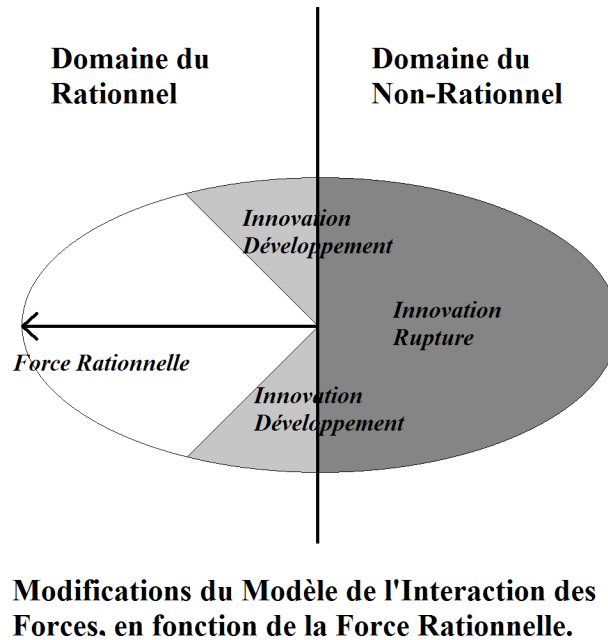 Domaine du
Rationnel
Domaine du
Non-Rationnel
Innovation
Développement
Innovation
Rupture
Force Rationnelle
Innovation
Développement
Modifications du Modèle de l'Interaction des
Forces, en fonction de la Force Rationnelle.